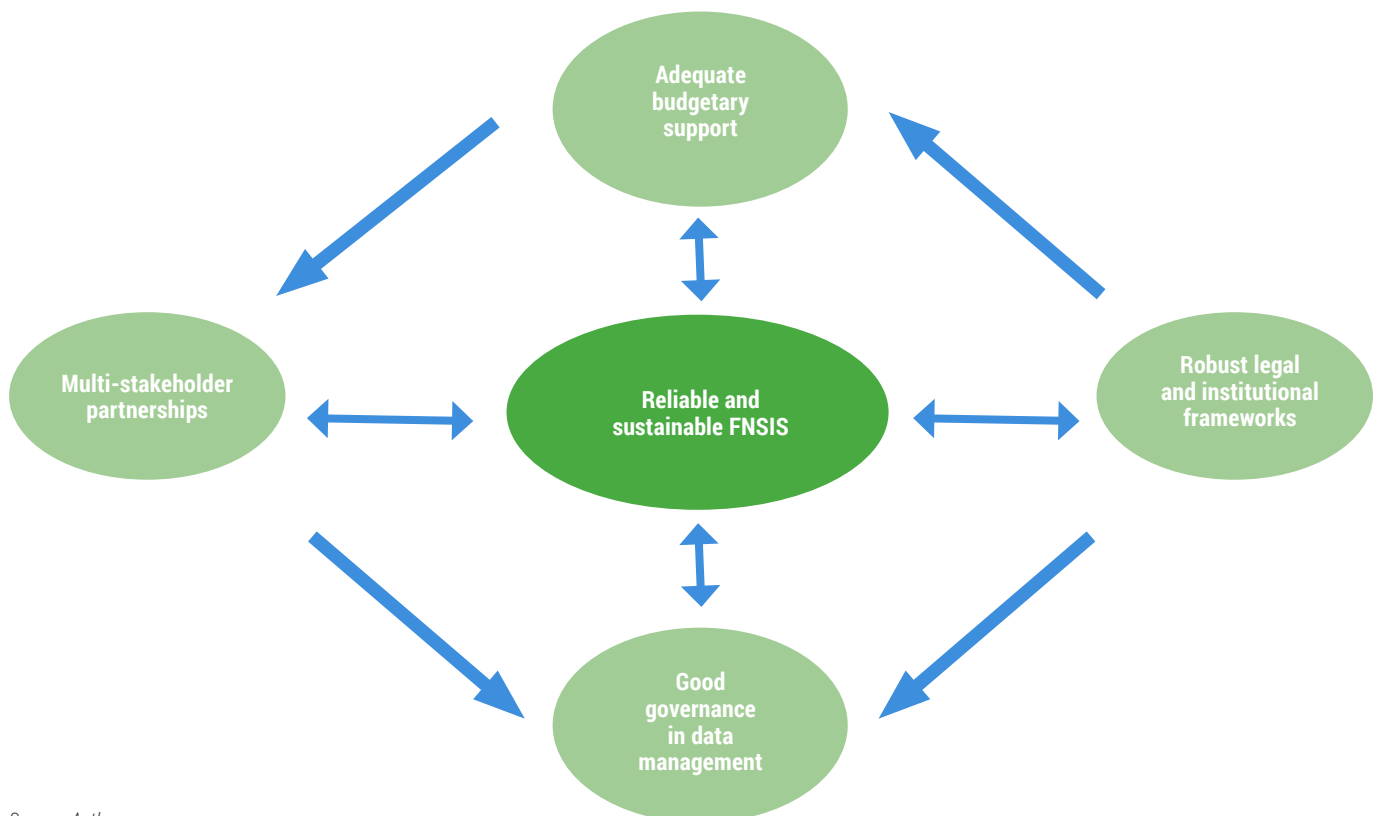 Adequate
budgetary
support
Multi-stakeholder
partnerships
Reliable and
sustainable FNSIS
Robust legal
and institutional
frameworks
Good
governance
in data
management